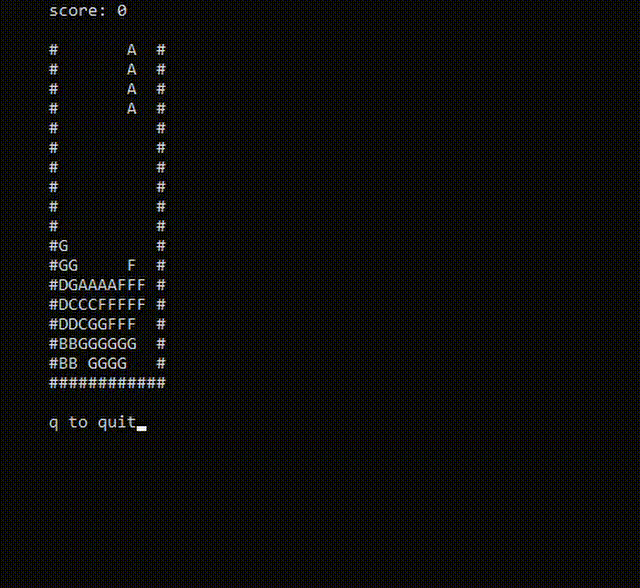 score: 0
#       A  #
#       A  #
#       A  #
#       A  #
#          #
#          #
#          #
#          #
#          #
#          #
#G         #
#GG     F  #
#DGAAAAFFF #
#DCCCFFFFF #
#DDCGGFFF  #
#BBGGGGGG  #
#BB GGGG   #
############
q to quit